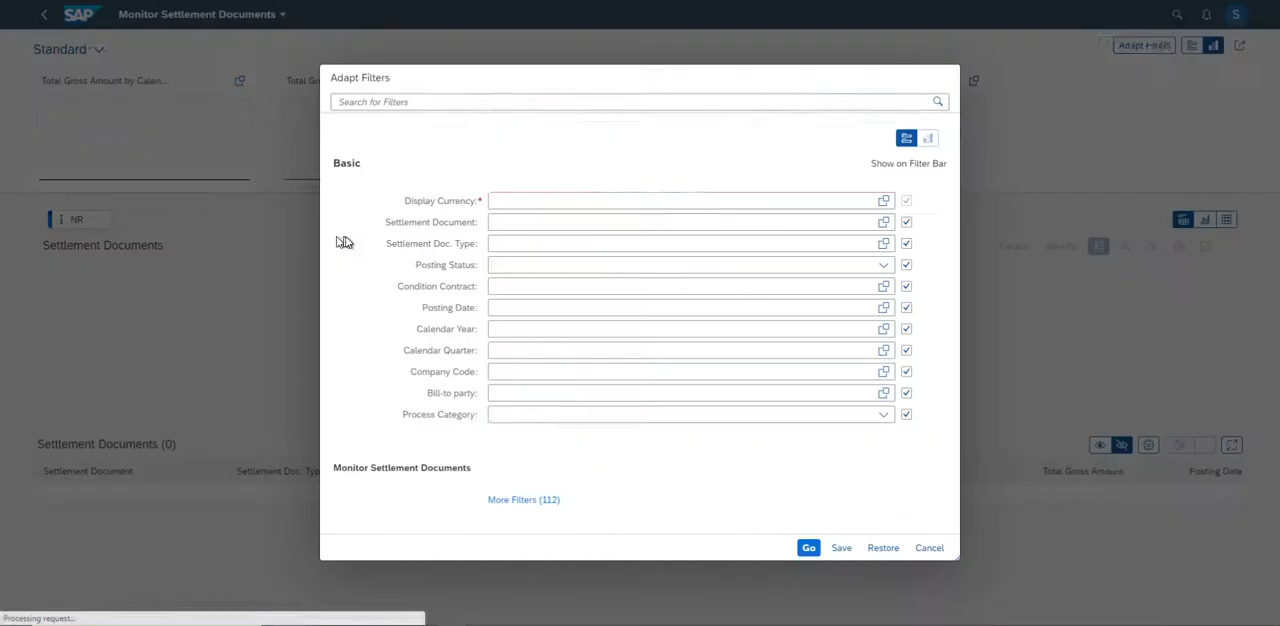 SAP Monitor Settlement Documents S
Standard
Adapt Filters
Total Gross Amount by Calen...
Total Gr
Adapt Filters
Search for Filters
Basic
Show on Filter Bar
Display Currency:*
Settlement Document:
Settlement Doc. Type:
Posting Status:
Condition Contract:
Posting Date:
Calendar Year:
Calendar Quarter:
Company Code:
Bill-to party:
Process Category:
Monitor Settlement Documents
More Filters (112)
Go Save Restore Cancel
NR
Settlement Documents
Details
Settlement Documents (0)
Settlement Document Settlement Doc. Typ Total Gross Amount Posting Date
Processing request...